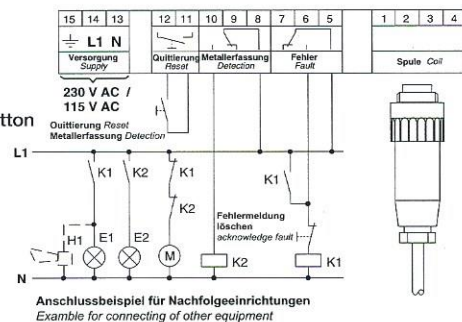 15 14 13 12 11 10 9 8 7 6 5 1 2 3 4
L1 N
Versorgung Quittierung Metallerfassung Fehler Spule Coil
Supply Reset Detection Fault
230 V AC /
115 V AC
tton
Quittierung Reset
Metallerfassung Detection
L1
K1 K2 K1 K1
K2
Fehlermeldung
löschen
acknowledge fault
H1 E1 E2 M K2 K1
N
Anschlussbeispiel für Nachfolgeeinrichtungen
Examble for connecting of other equipment